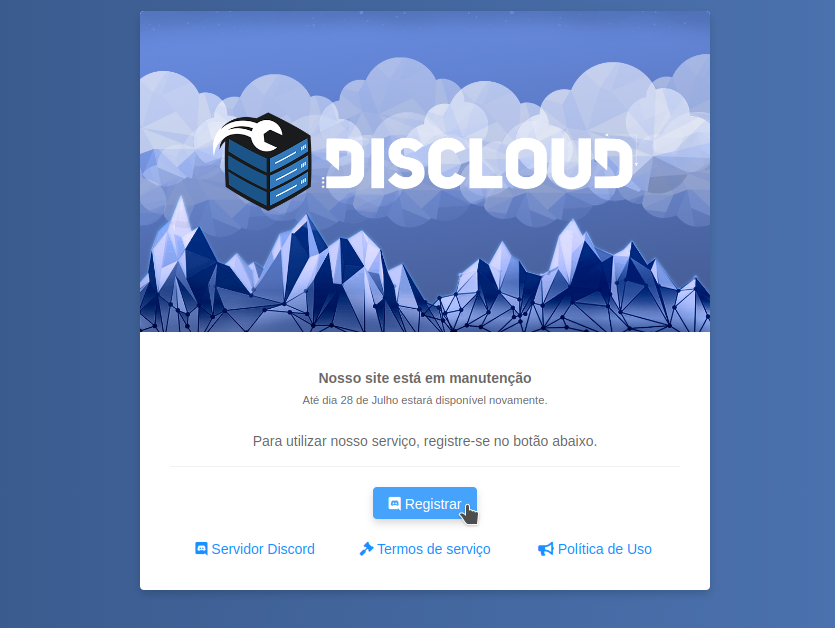 DISCLOUD
Nosso site está em manutenção
Até dia 28 de Julho estará disponível novamente.
Para utilizar nosso serviço, registre-se no botão abaixo.
Registrar
Servidor Discord Termos de serviço Política de Uso